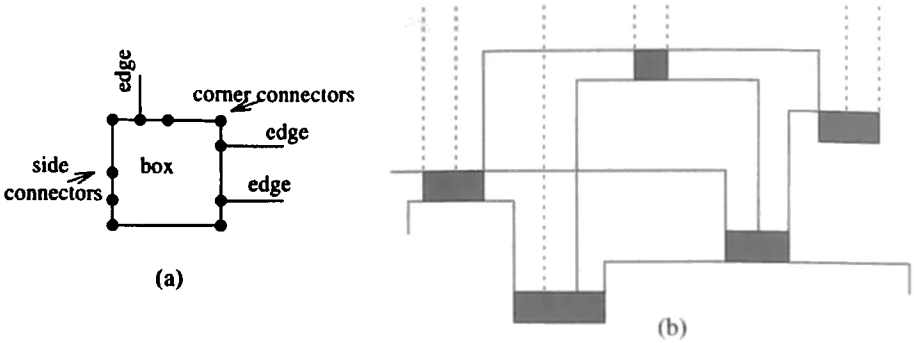 edge
corner connectors
edge
side
connectors
box
edge
(a)
(b)